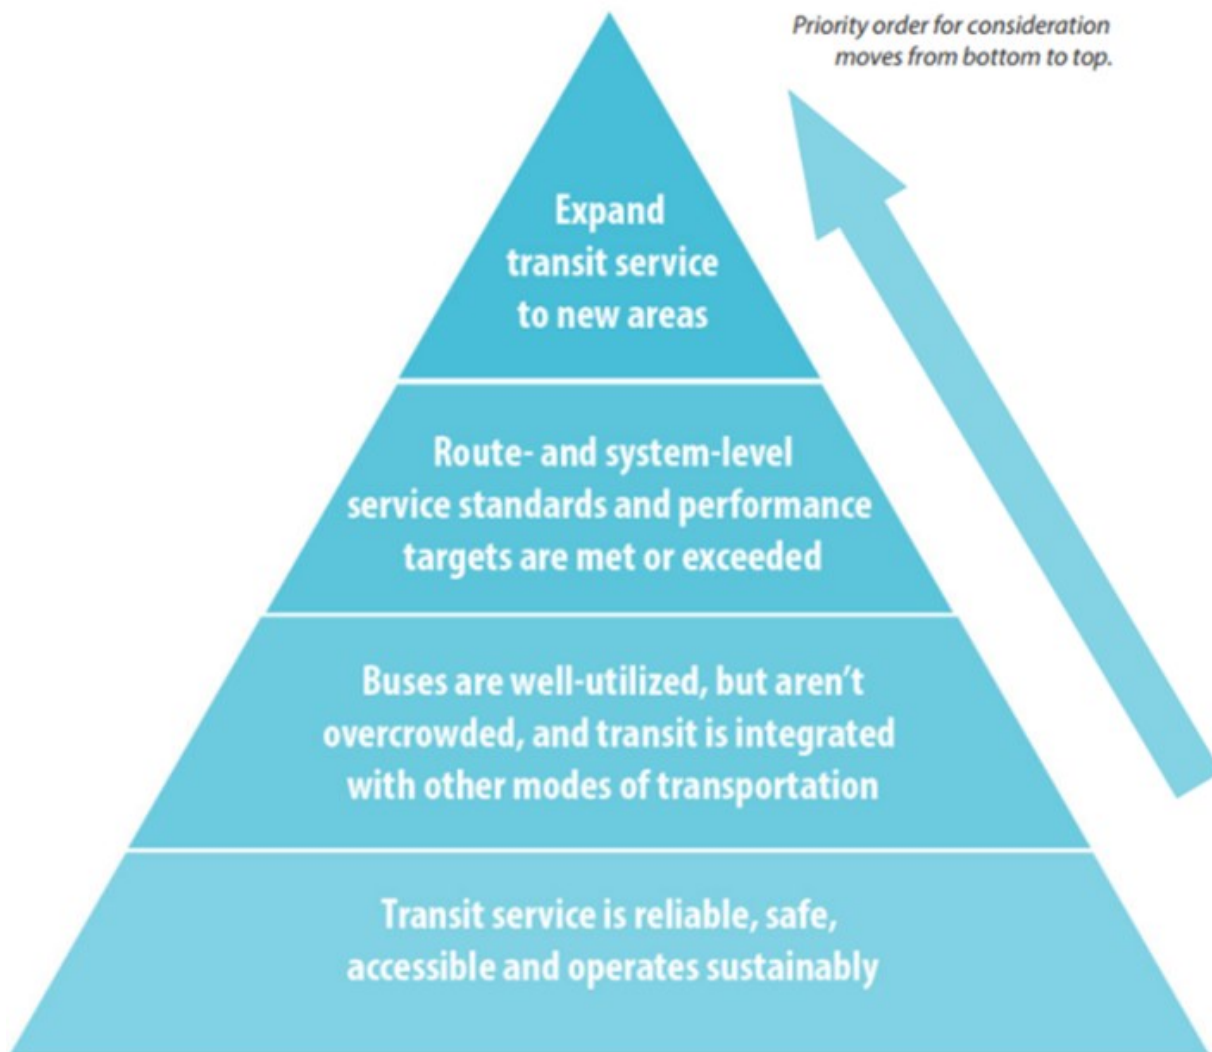 Priority order for consideration
moves from bottom to top.
Expand
transit service
to new areas
Route- and system-level
service standards and performance
targets are met or exceeded
Buses are well-utilized, but aren’t
overcrowded, and transit is integrated
with other modes of transportation
Transit service is reliable, safe,
accessible and operates sustainably